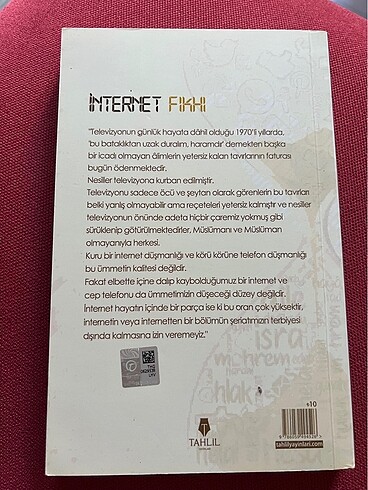 İNTERNET FIKHI
"Televizyonun günlük hayata dâhil olduğu 1970'li yıllarda,
'bu bataklıktan uzak duralım, haramdır' demekten başka
bir icadı olmayan âlimlerin yetersiz kalan tavırlarının faturası
bugün ödenmektedir.
Nesiller televizyona kurban edilmiştir.
Televizyonu sadece öcü ve şeytan olarak görenlerin bu tavırları
belki yanlış olmayabilir ama reçeteleri yetersiz kalmıştır ve nesiller
televizyonun önünde adeta hiçbir çaremiz yokmuş gibi
sürüklenip götürülmektedirler, Müslümanı ve Müslüman
olmayanıyla herkesi.
Kuru bir internet düşmanlığı ve körü körüne telefon düşmanlığı
bu ümmetin kalitesi değildir.
Fakat elbette içine dalıp kaybolduğumuz bir internet ve
cep telefonu da ümmetimizin düşeceği düzey değildir.
İnternet hayatın içinde bir parça ise ki bu oran çok yüksektir,
internetin veya internetten bir bölümün şeriatımızın terbiyesi
dışında kalmasına izin veremeyiz."
isra
mahrem
haram
hlak
₺10
TAHLİL
tahlilyayinlari.com